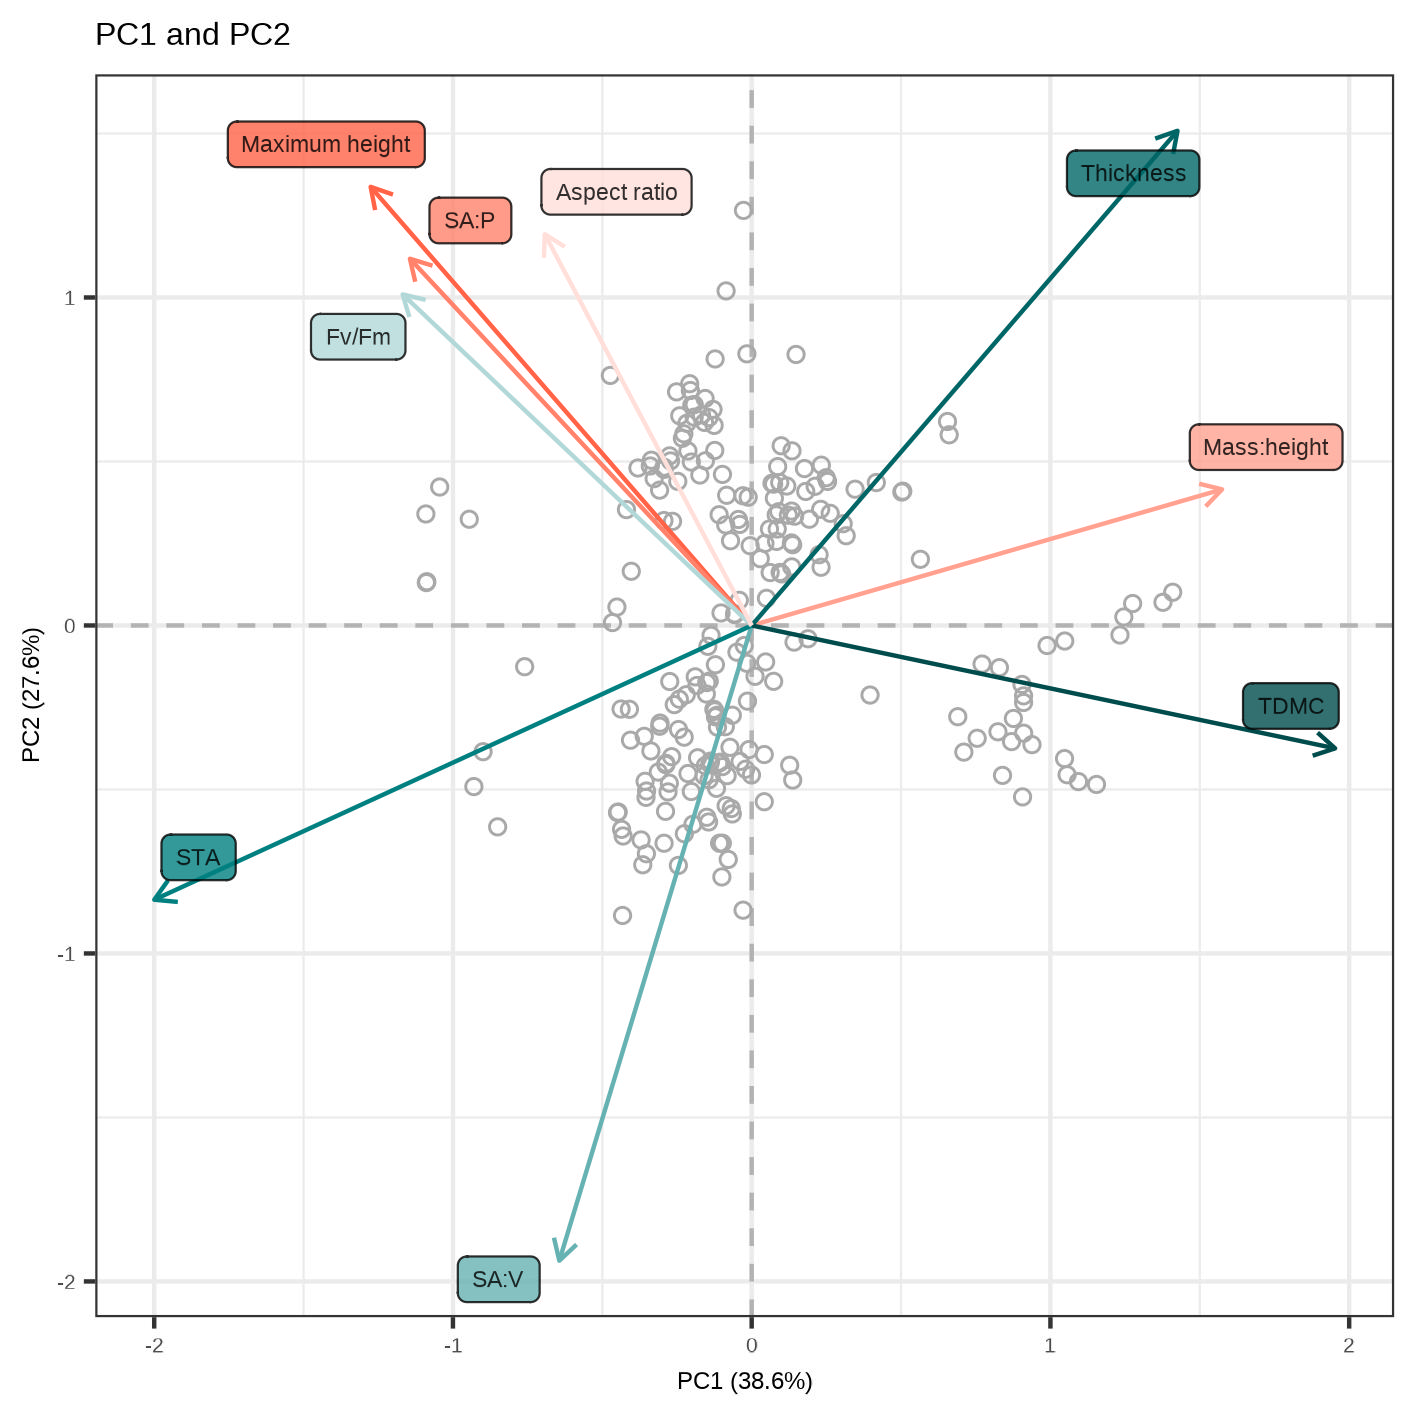 PC1 and PC2
Maximum height
Thickness
Aspect ratio
SA:P
Fv/Fm
Mass:height
TDMC
STA
SA:V
1
0
-1
-2
PC2 (27.6%)
-2
-1
0
1
2
PC1 (38.6%)